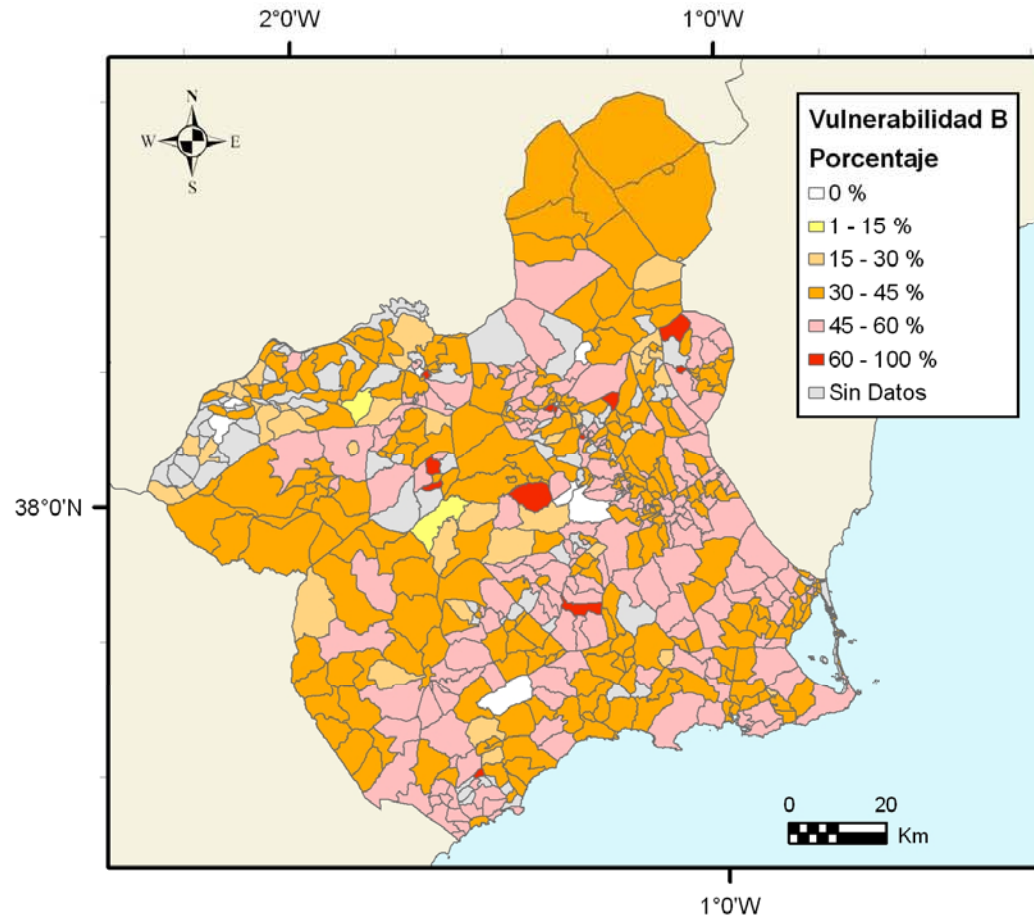 2°0'W
1°0'W
N
W
E
S
Vulnerabilidad B
Porcentaje
0 %
1 - 15 %
15 - 30 %
30 - 45 %
45 - 60 %
60 - 100 %
Sin Datos
38°0'N
0
20
Km
1°0'W